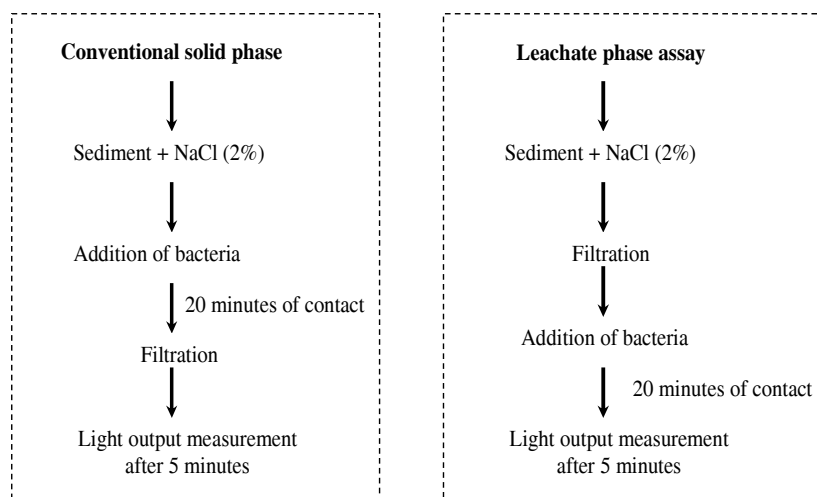 Conventional solid phase
Sediment + NaCl (2%)
Addition of bacteria
20 minutes of contact
Filtration
Light output measurement
after 5 minutes
Leachate phase assay
Sediment + NaCl (2%)
Filtration
Addition of bacteria
20 minutes of contact
Light output measurement
after 5 minutes